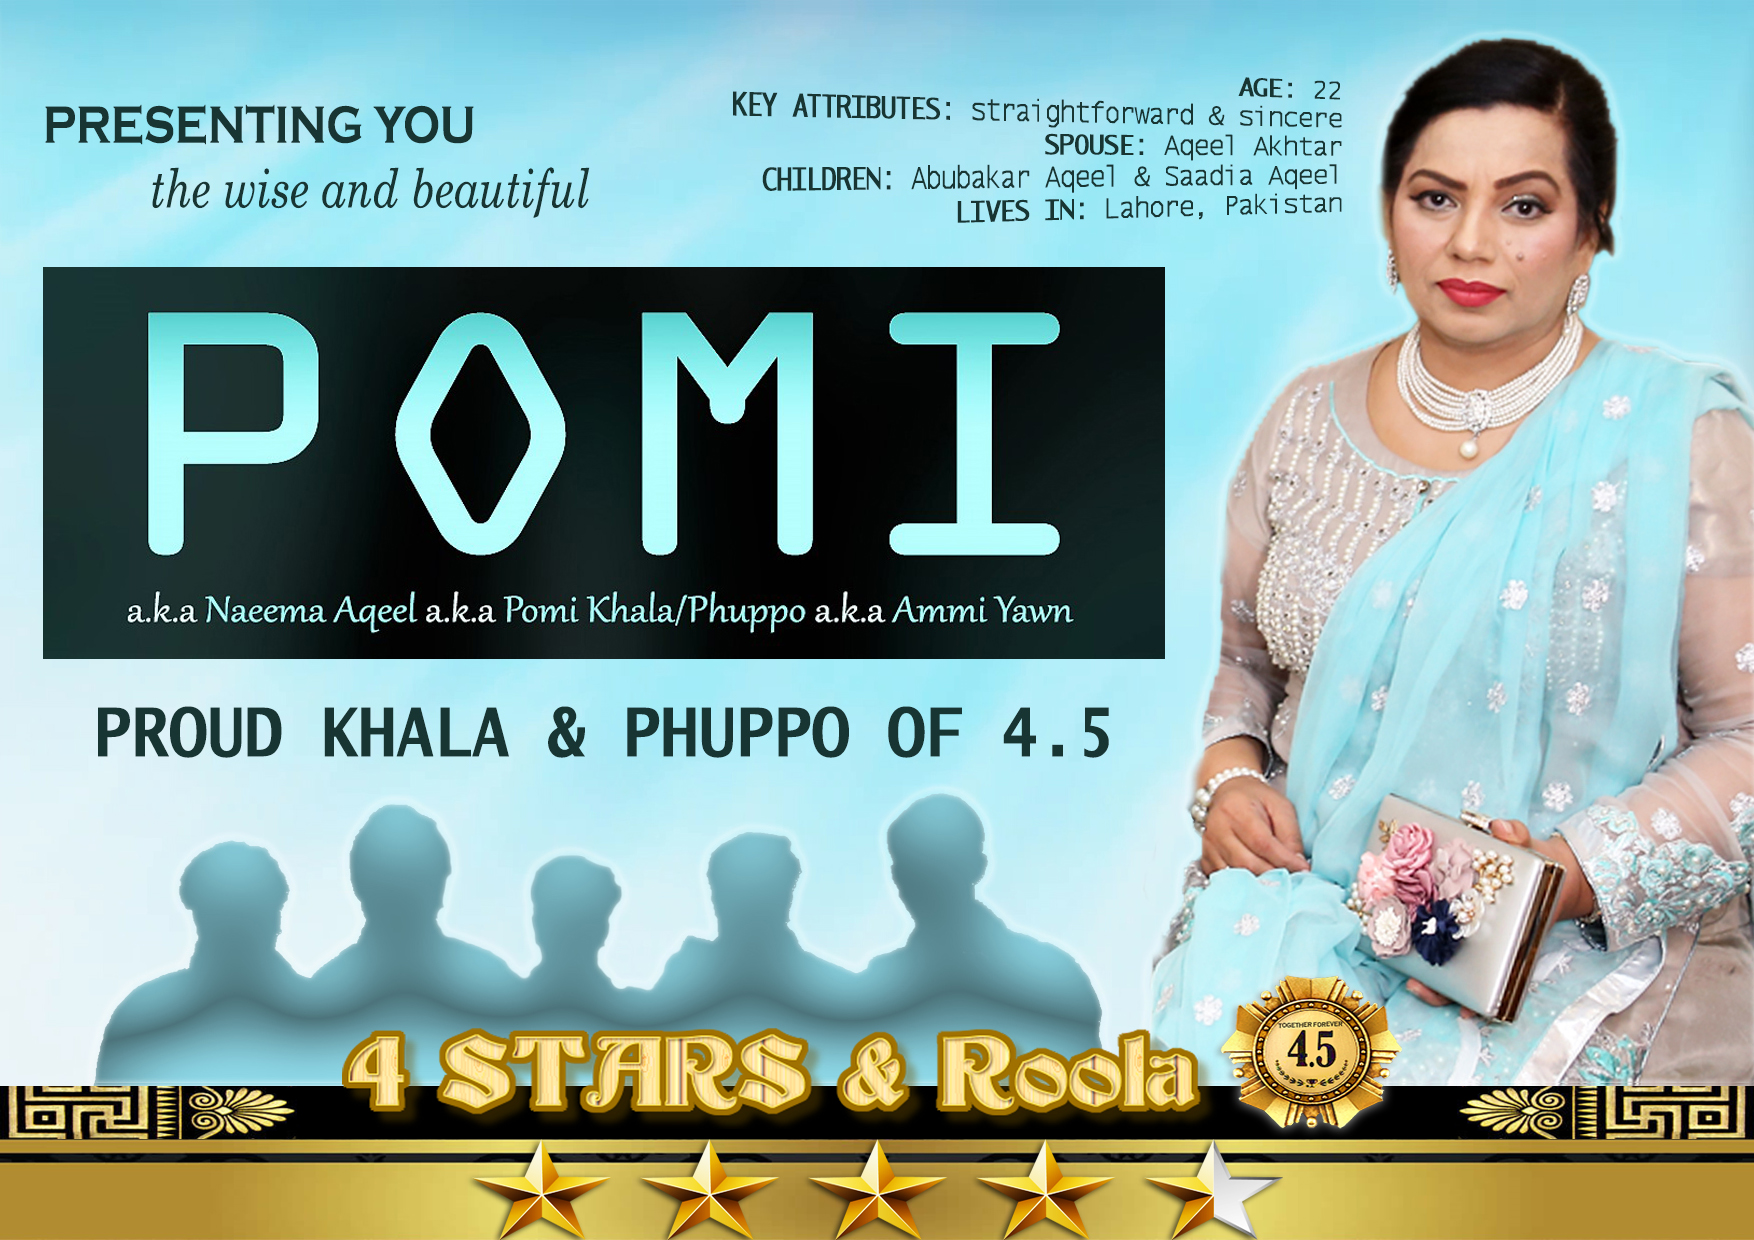 PRESENTING YOU
the wise and beautiful
AGE: 22
KEY ATTRIBUTES: straightforward & sincere
SPOUSE: Aqeel Akhtar
CHILDREN: Abubakar Aqeel & Saadia Aqeel
LIVES IN: Lahore, Pakistan
POMI
a.k.a Naeema Aqeel a.k.a Pomi Khala/Phuppo a.k.a Ammi Yawn
PROUD KHALA & PHUPPO OF 4.5
4 STARS & Roola
TOGETHER FOREVER
4.5